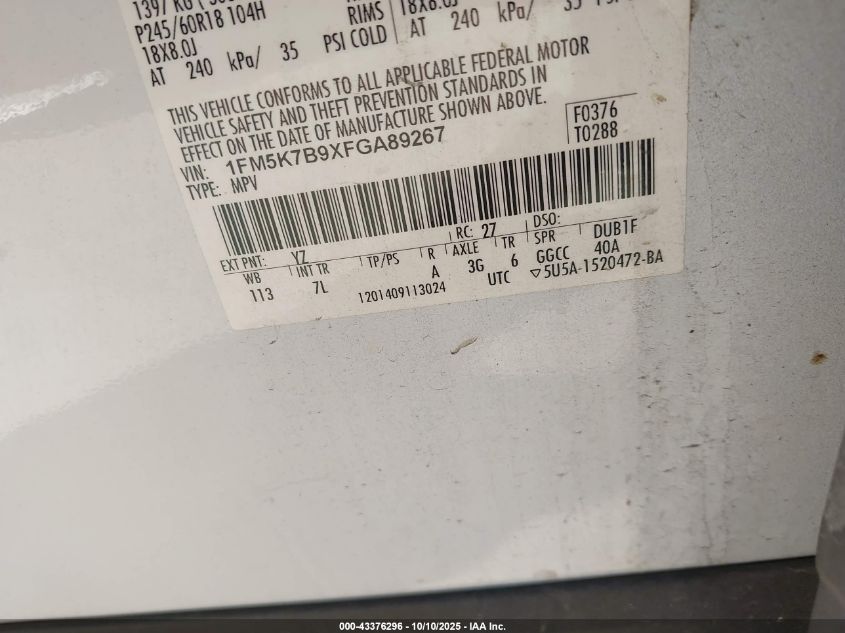 P245/60R18 104H
RIMS
18X8.0J
AT 240 kPa/ 35 PSI COLD
AT 240 kPa/
THIS VEHICLE CONFORMS TO ALL APPLICABLE FEDERAL MOTOR
VEHICLE SAFETY AND THEFT PREVENTION STANDARDS IN
EFFECT ON THE DATE OF MANUFACTURE SHOWN ABOVE.
VIN: 1FM5K7B9XFGA89267
TYPE: MPV
F0376
T0288
EXT PNT: YZ RC: 27 DSO:
WB INT TR TP/PS R AXLE TR SPR DUB1F
113 7L A 3G 6 GGCC 40A
1201409113024 UTC ▽5U5A-1520472-BA
000-43376296 - 10/10/2025 - IAA Inc.